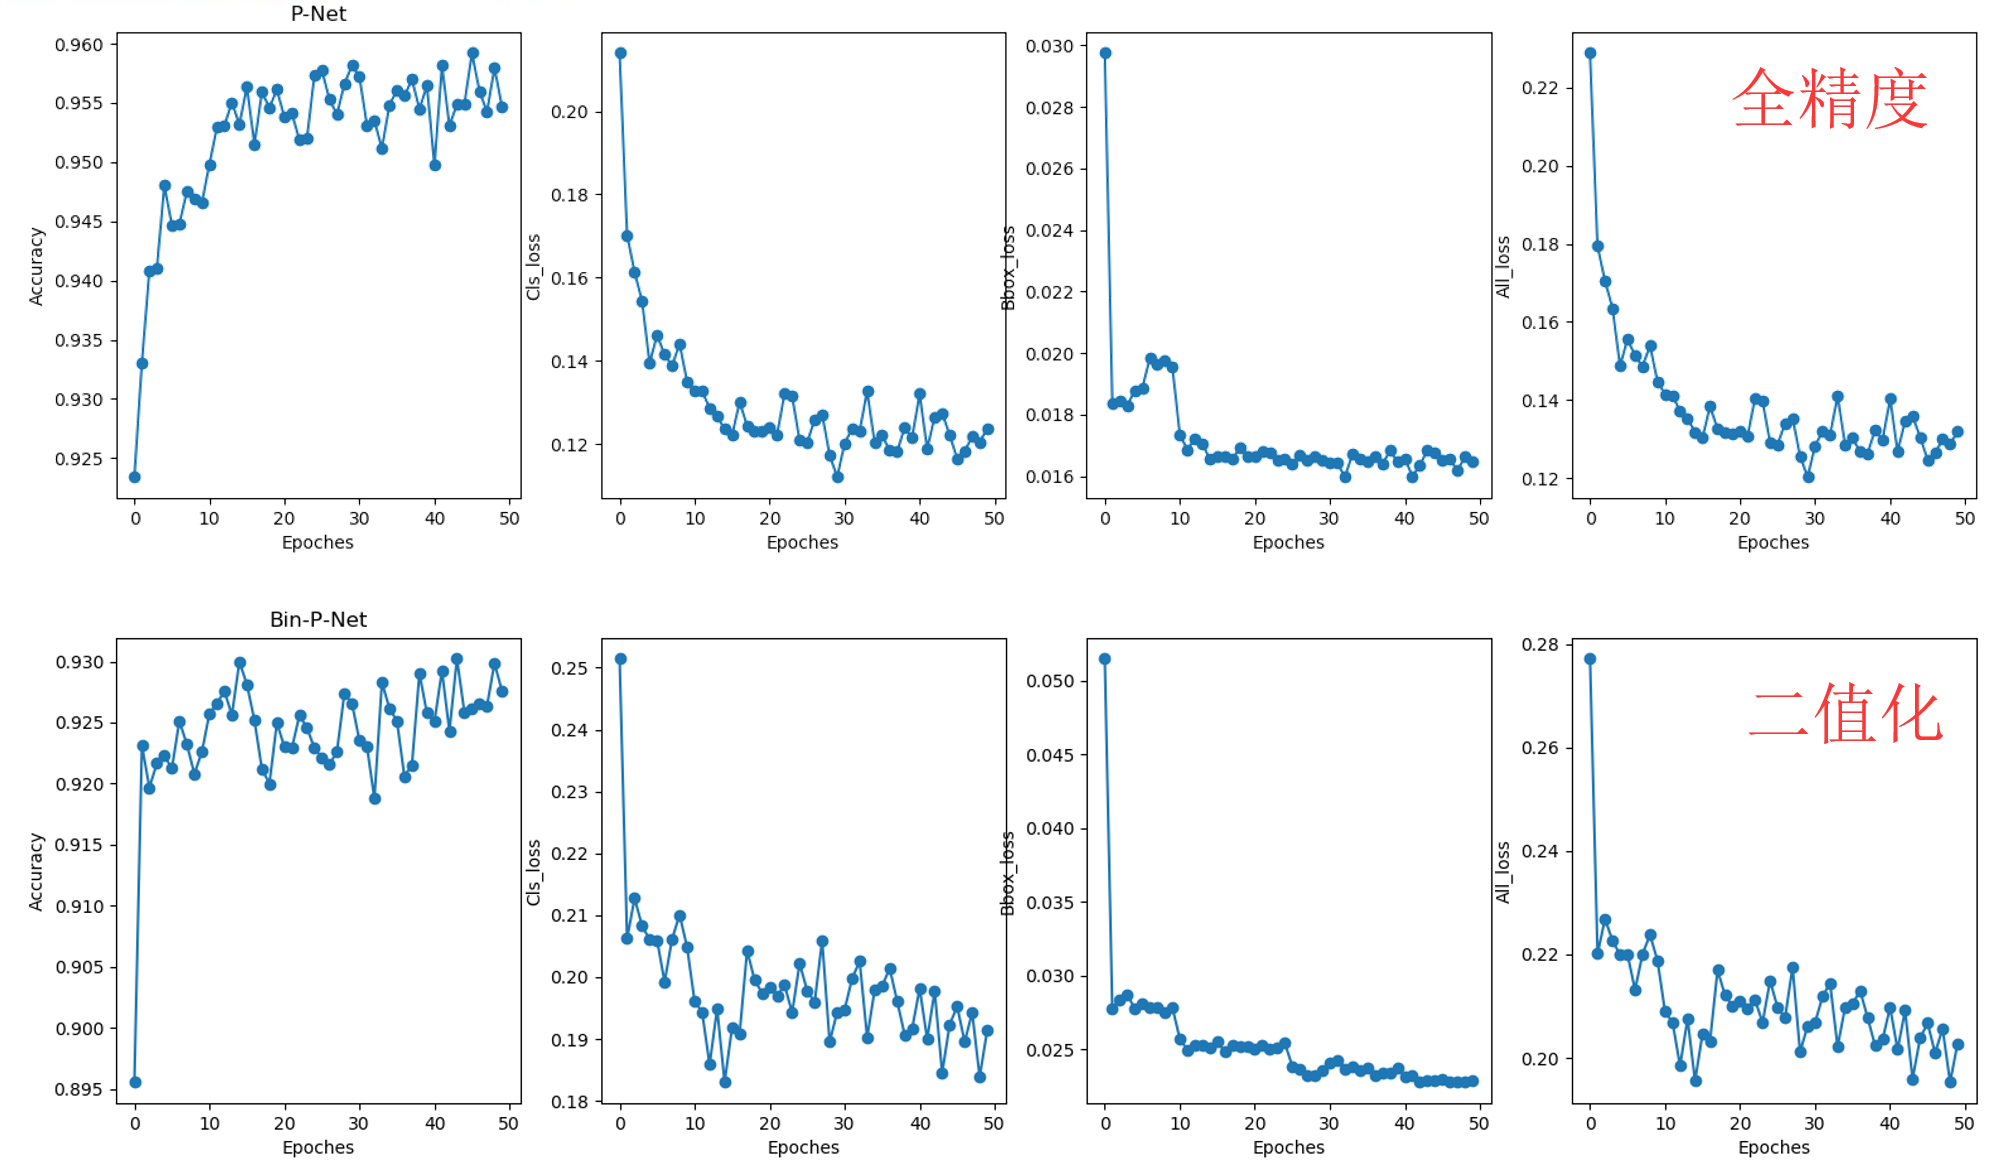 P-Net
0.960
0.955
0.950
0.945
0.940
0.935
0.930
0.925
Accuracy
0 10 20 30 40 50
Epoches
0.20
0.18
0.16
0.14
0.12
Cls_loss
0 10 20 30 40 50
Epoches
0.030
0.028
0.026
0.024
0.022
0.020
0.018
0.016
Bbox_loss
0 10 20 30 40 50
Epoches
全精度
0.22
0.20
0.18
0.16
0.14
0.12
All_loss
0 10 20 30 40 50
Epoches
Bin-P-Net
0.930
0.925
0.920
0.915
0.910
0.905
0.900
0.895
Accuracy
0 10 20 30 40 50
Epoches
0.25
0.24
0.23
0.22
0.21
0.20
0.19
0.18
Cls_loss
0 10 20 30 40 50
Epoches
0.050
0.045
0.040
0.035
0.030
0.025
Bbox_loss
0 10 20 30 40 50
Epoches
二值化
0.28
0.26
0.24
0.22
0.20
All_loss
0 10 20 30 40 50
Epoches